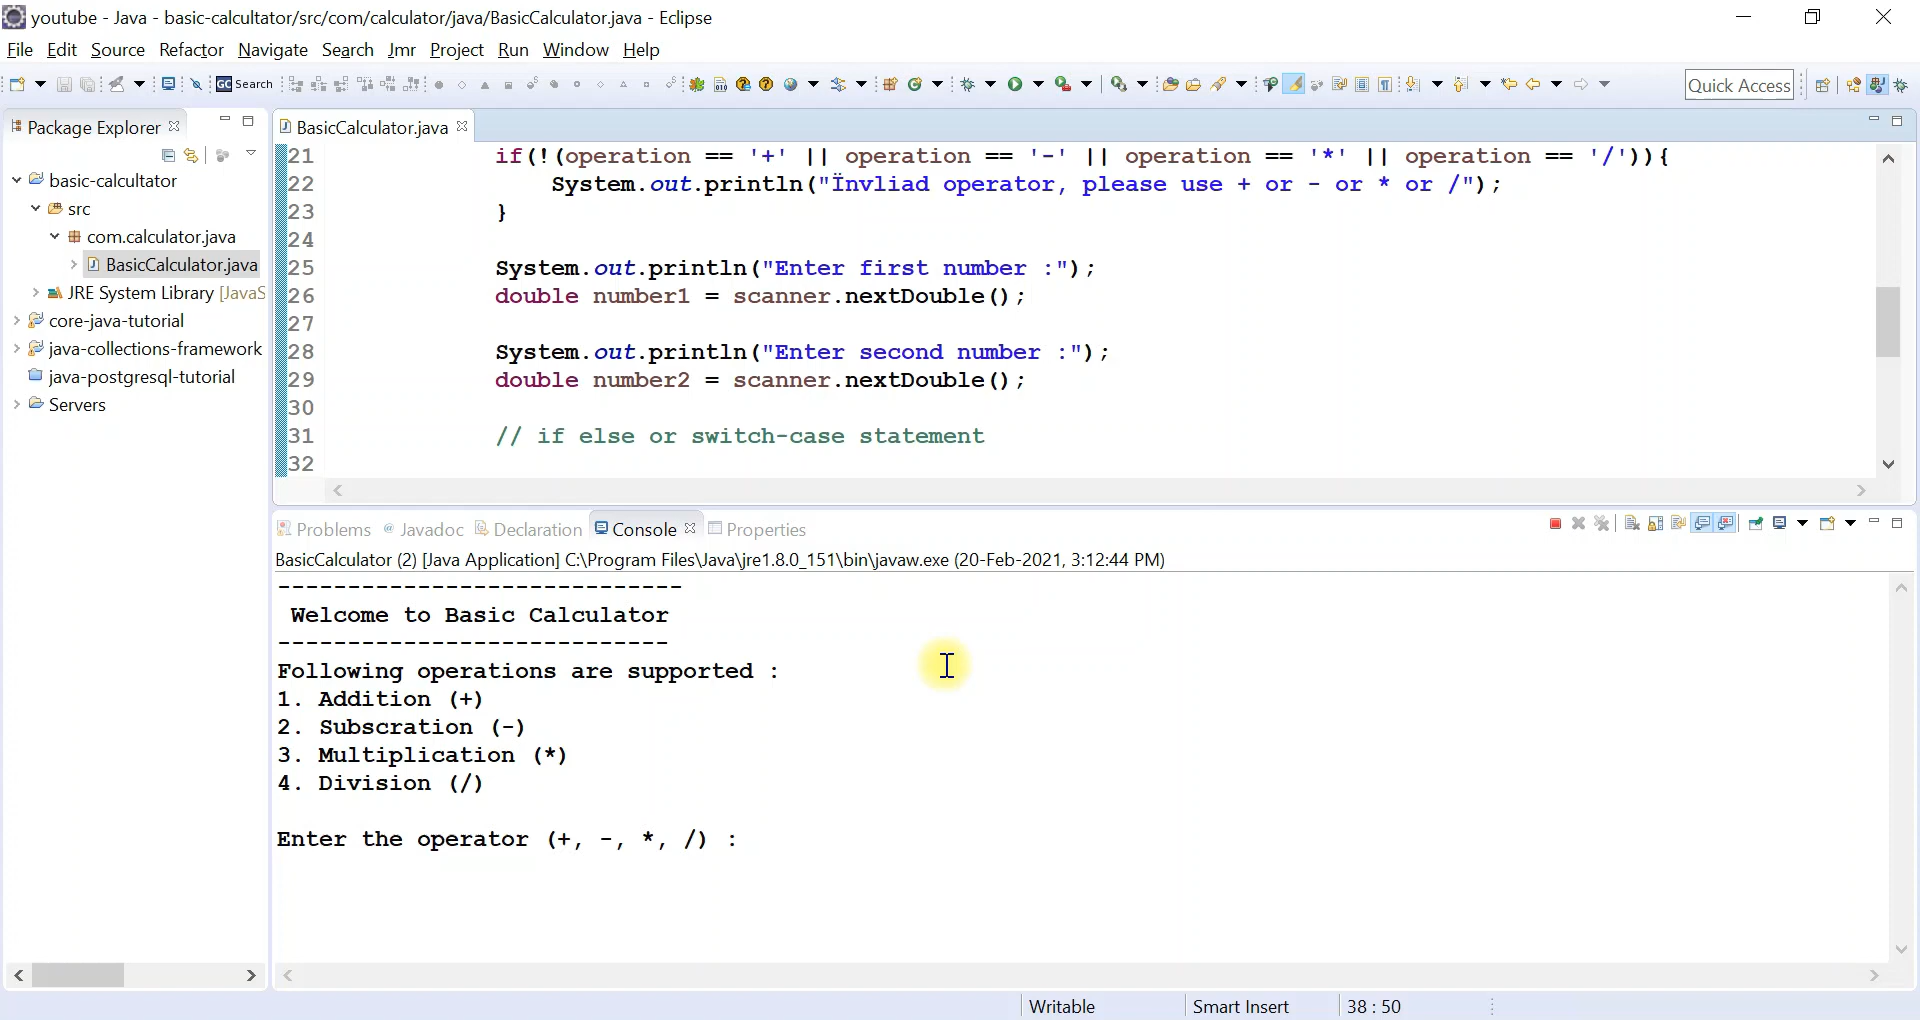 youtube - Java - basic-calcultator/src/com/calculator/java/BasicCalculator.java - Eclipse
File Edit Source Refactor Navigate Search Jmr Project Run Window Help
GC Search
Quick Access
Package Explorer
BasicCalculator.java
basic-calcultator
src
com.calculator.java
BasicCalculator.java
JRE System Library [JavaS
core-java-tutorial
java-collections-framework
java-postgresql-tutorial
Servers
21 if(!(operation == '+' || operation == '-' || operation == '*' || operation == '/')){
22 System.out.println("Ïnvliad operator, please use + or - or * or /");
23 }
24
25 System.out.println("Enter first number :");
26 double number1 = scanner.nextDouble();
27
28 System.out.println("Enter second number :");
29 double number2 = scanner.nextDouble();
30
31 // if else or switch-case statement
32
Problems @ Javadoc Declaration Console Properties
BasicCalculator (2) [Java Application] C:\Program Files\Java\jre1.8.0_151\bin\javaw.exe (20-Feb-2021, 3:12:44 PM)
-----------------------------
Welcome to Basic Calculator
----------------------------
Following operations are supported :
1. Addition (+)
2. Subscration (-)
3. Multiplication (*)
4. Division (/)
Enter the operator (+, -, *, /) :
Writable Smart Insert 38 : 50